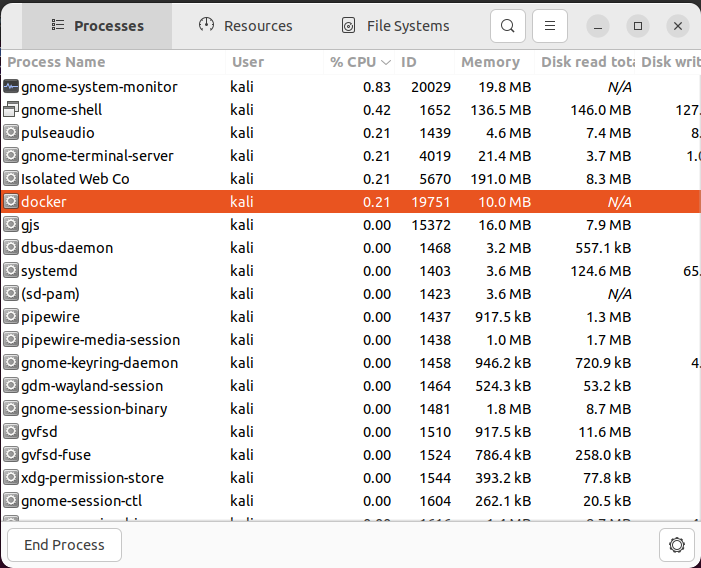 Processes Resources File Systems
Process Name User % CPU ID Memory Disk read tota Disk writ
gnome-system-monitor kali 0.83 20029 19.8 MB N/A
gnome-shell kali 0.42 1652 136.5 MB 146.0 MB 127.
pulseaudio kali 0.21 1439 4.6 MB 7.4 MB 8.
gnome-terminal-server kali 0.21 4019 21.4 MB 3.7 MB 1.0
Isolated Web Co kali 0.21 5670 191.0 MB 8.3 MB
docker kali 0.21 19751 10.0 MB N/A
gjs kali 0.00 15372 16.0 MB 7.9 MB
dbus-daemon kali 0.00 1468 3.2 MB 557.1 kB
systemd kali 0.00 1403 3.6 MB 124.6 MB 65.
(sd-pam) kali 0.00 1423 3.6 MB N/A
pipewire kali 0.00 1437 917.5 kB 1.3 MB
pipewire-media-session kali 0.00 1438 1.0 MB 1.7 MB
gnome-keyring-daemon kali 0.00 1458 946.2 kB 720.9 kB 4.
gdm-wayland-session kali 0.00 1464 524.3 kB 53.2 kB
gnome-session-binary kali 0.00 1481 1.8 MB 8.7 MB
gvfsd kali 0.00 1510 917.5 kB 11.6 MB
gvfsd-fuse kali 0.00 1524 786.4 kB 258.0 kB
xdg-permission-store kali 0.00 1544 393.2 kB 77.8 kB
gnome-session-ctl kali 0.00 1604 262.1 kB 20.5 kB
End Process